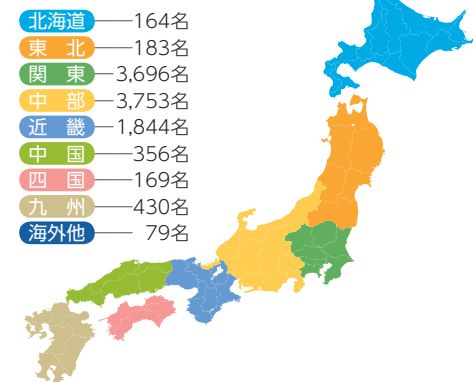 北海道 164名
東北 183名
関東 3,696名
中部 3,753名
近畿 1,844名
中国 356名
四国 169名
九州 430名
海外他 79名